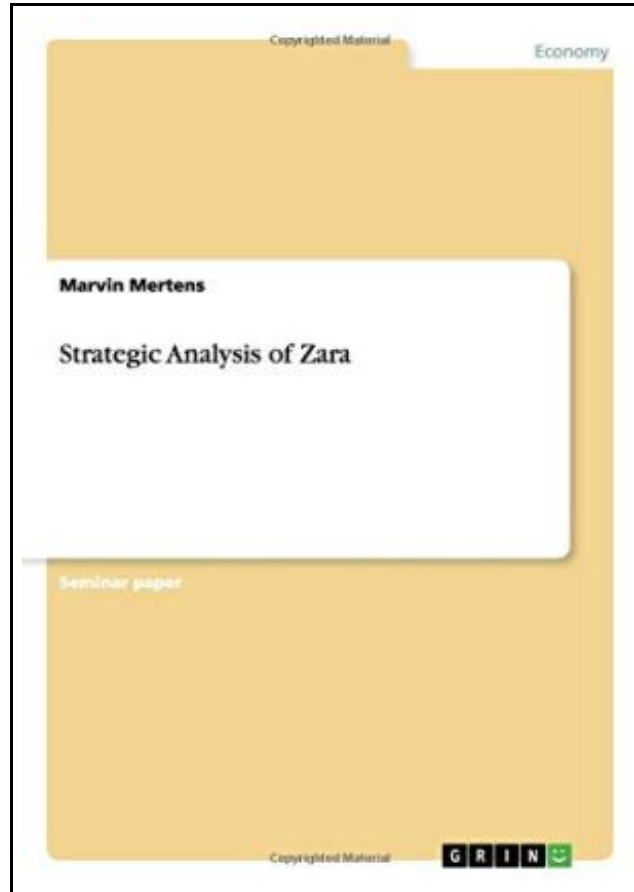 Copyrighted Material
Economy
Marvin Mertens
Strategic Analysis of Zara
Seminar paper
Copyrighted Material
GRIN